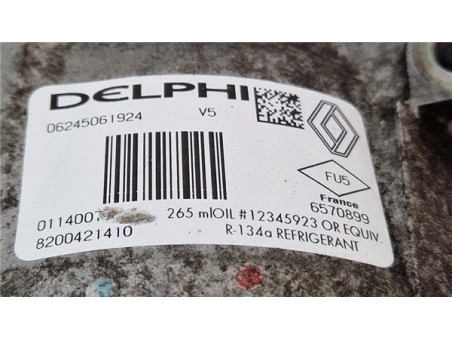 DELPHI
06245061924 V5
FU5
France
6570899
265 mlOIL #12345923 OR EQUIV.
8200421410 R-134a REFRIGERANT